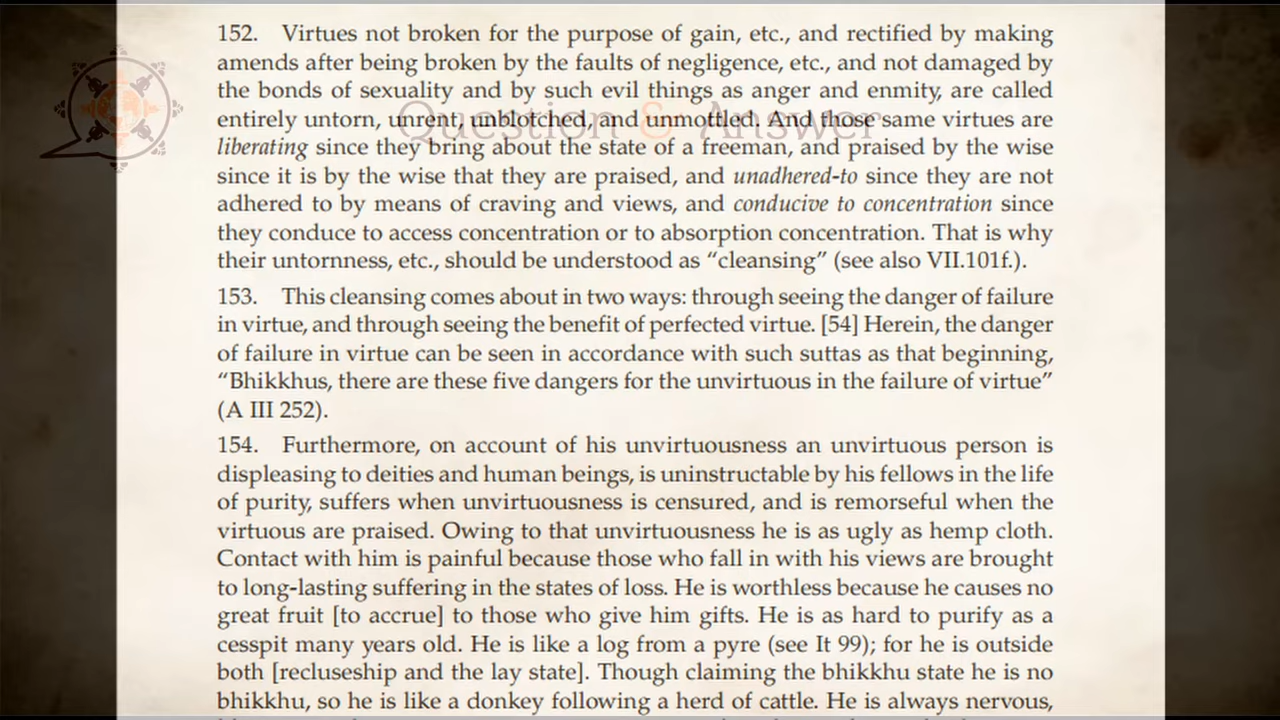 152. Virtues not broken for the purpose of gain, etc., and rectified by making
amends after being broken by the faults of negligence, etc., and not damaged by
the bonds of sexuality and by such evil things as anger and enmity, are called
entirely untorn, unrent, unblotched, and unmottled. And those same virtues are
Question & Answer
liberating since they bring about the state of a freeman, and praised by the wise
since it is by the wise that they are praised, and unadhered-to since they are not
adhered to by means of craving and views, and conducive to concentration since
they conduce to access concentration or to absorption concentration. That is why
their untornness, etc., should be understood as “cleansing” (see also VII.101f.).
153. This cleansing comes about in two ways: through seeing the danger of failure
in virtue, and through seeing the benefit of perfected virtue. [54] Herein, the danger
of failure in virtue can be seen in accordance with such suttas as that beginning,
“Bhikkhus, there are these five dangers for the unvirtuous in the failure of virtue”
(A III 252).
154. Furthermore, on account of his unvirtuousness an unvirtuous person is
displeasing to deities and human beings, is uninstructable by his fellows in the life
of purity, suffers when unvirtuousness is censured, and is remorseful when the
virtuous are praised. Owing to that unvirtuousness he is as ugly as hemp cloth.
Contact with him is painful because those who fall in with his views are brought
to long-lasting suffering in the states of loss. He is worthless because he causes no
great fruit [to accrue] to those who give him gifts. He is as hard to purify as a
cesspit many years old. He is like a log from a pyre (see It 99); for he is outside
both [recluseship and the lay state]. Though claiming the bhikkhu state he is no
bhikkhu, so he is like a donkey following a herd of cattle. He is always nervous,